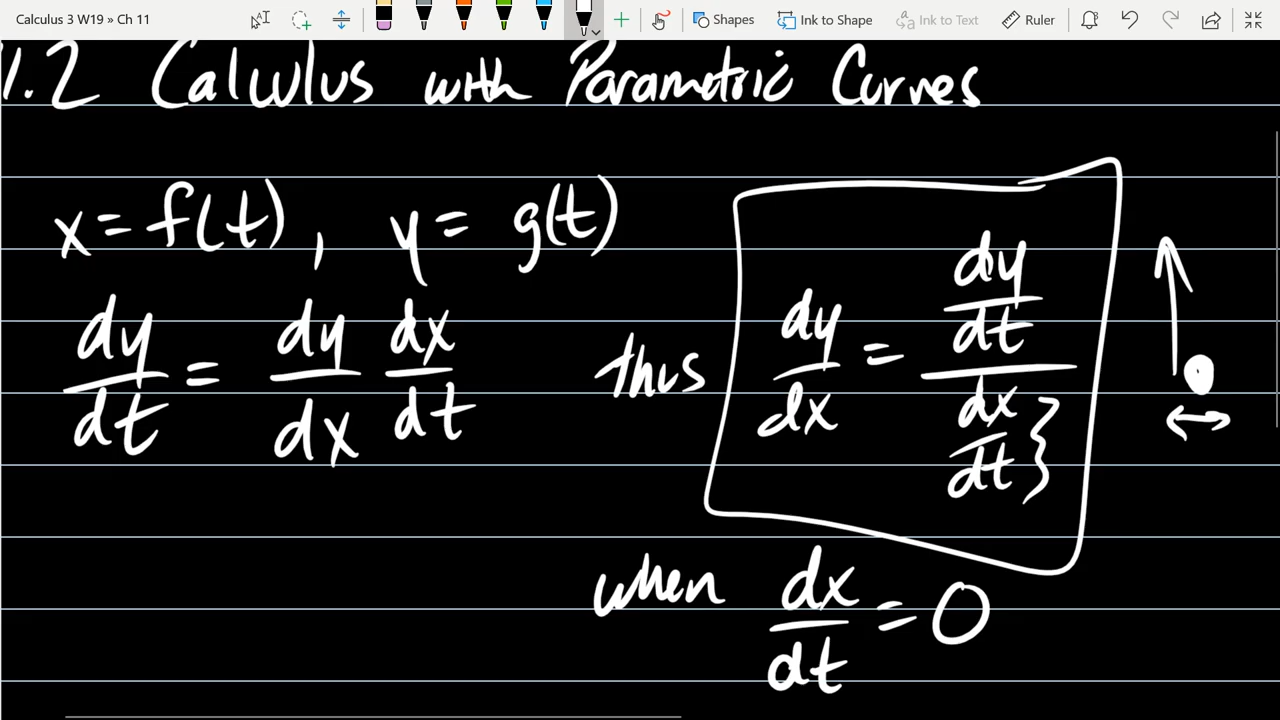 Calculus 3 W19 » Ch 11
Shapes
Ink to Shape
Ink to Text
Ruler
1.2 Calculus with Parametric Curves
x = f(t), y = g(t)
dy/dt = dy/dx dx/dt thus dy/dx = (dy/dt)/(dx/dt)}
when dx/dt = 0